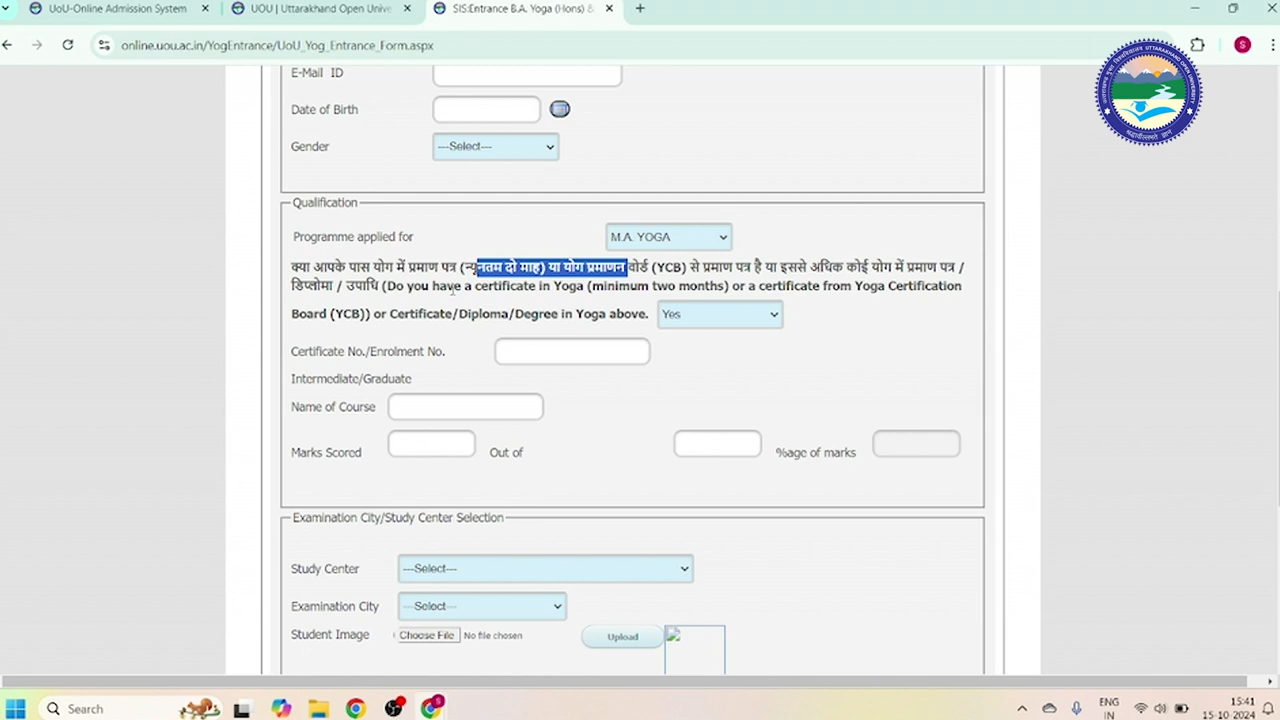 UoU-Online Admission System
UOU | Uttarakhand Open Unive
SIS:Entrance B.A. Yoga (Hons) &
online.uou.ac.in/YogEntrance/UoU_Yog_Entrance_Form.aspx
S
UTTARAKHAND OPEN UNIVERSITY
E-Mail ID
Date of Birth
Gender
---Select---
Qualification
Programme applied for
M.A. YOGA
क्या आपके पास योग में प्रमाण पत्र (न्यूनतम दो माह) या योग प्रमाणन बोर्ड (YCB) से प्रमाण पत्र है या इससे अधिक कोई योग में प्रमाण पत्र /
डिप्लोमा / उपाधि (Do you have a certificate in Yoga (minimum two months) or a certificate from Yoga Certification
Board (YCB)) or Certificate/Diploma/Degree in Yoga above.
Yes
Certificate No./Enrolment No.
Intermediate/Graduate
Name of Course
Marks Scored
Out of
%age of marks
Examination City/Study Center Selection
Study Center
---Select---
Examination City
---Select---
Student Image
Choose File
No file chosen
Upload
Search
ENG
IN
15:41
15-10-2024